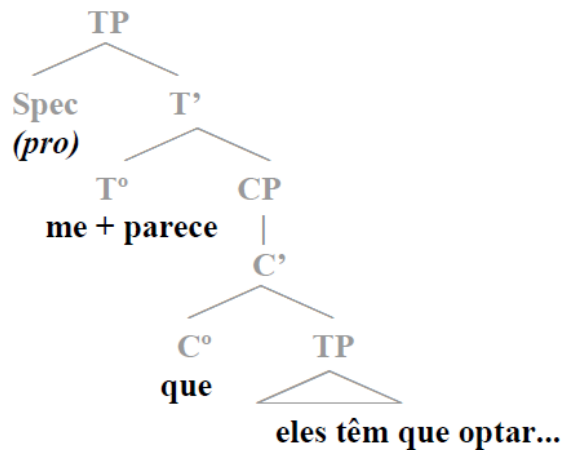 TP
Spec T’
(pro)
Tº CP
me + parece
C’
Cº TP
que
eles têm que optar...